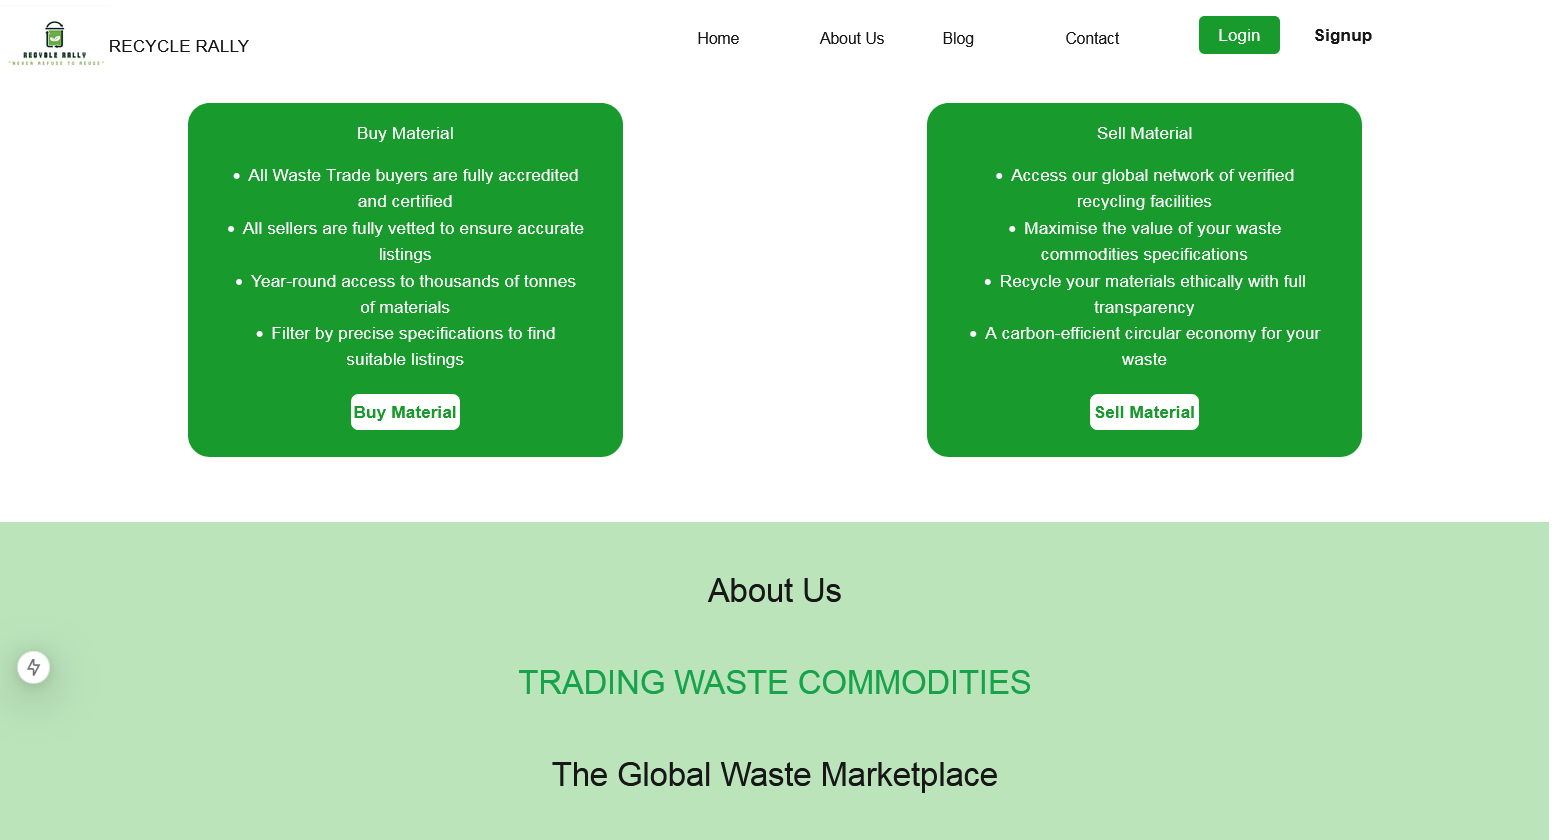 RECYCLE RALLY
"NEVER REFUSE TO REUSE"
RECYCLE RALLY
Home
About Us
Blog
Contact
Login
Signup
Buy Material
• All Waste Trade buyers are fully accredited
and certified
• All sellers are fully vetted to ensure accurate
listings
• Year-round access to thousands of tonnes
of materials
• Filter by precise specifications to find
suitable listings
Buy Material
Sell Material
• Access our global network of verified
recycling facilities
• Maximise the value of your waste
commodities specifications
• Recycle your materials ethically with full
transparency
• A carbon-efficient circular economy for your
waste
Sell Material
About Us
TRADING WASTE COMMODITIES
The Global Waste Marketplace